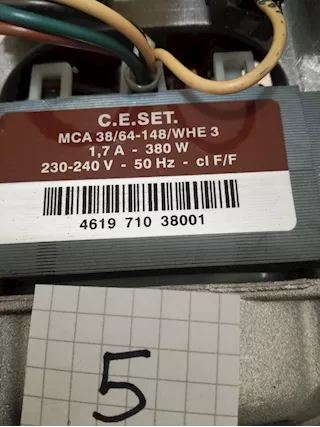 C.E.SET.
MCA 38/64-148/WHE 3
1,7 A - 380 W
230-240 V - 50 Hz - cl F/F
4619 710 38001
5